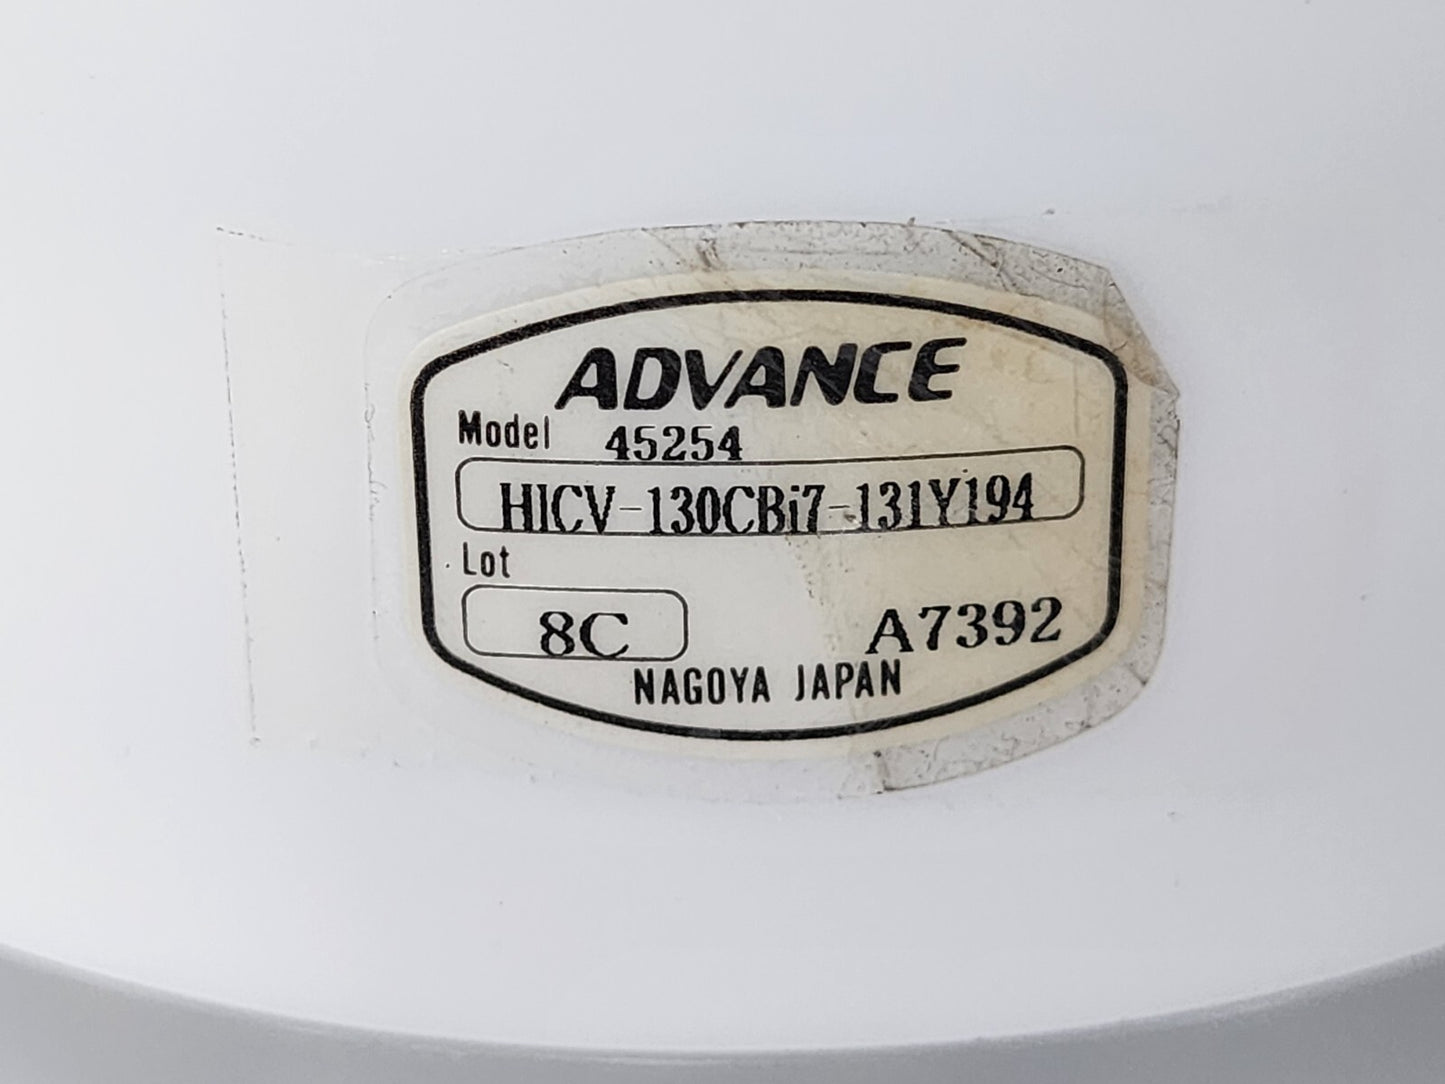 ADVANCE
Model 45254
HICV-130CBi7-131Y194
Lot
8C A7392
NAGOYA JAPAN